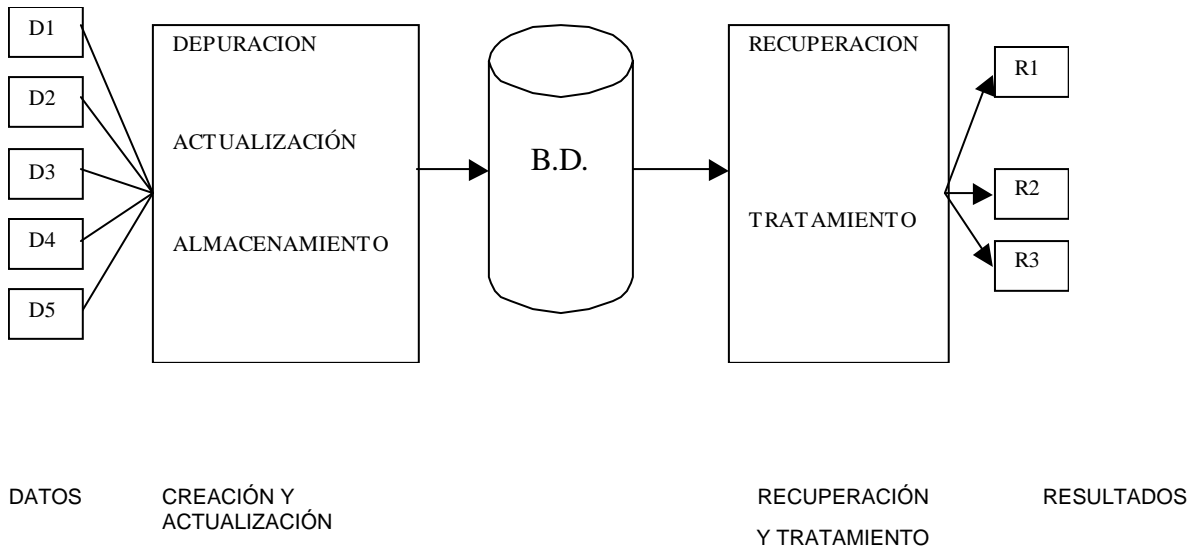 D1
D2
D3
D4
D5
DEPURACION
ACTUALIZACIÓN
ALMACENAMIENTO
B.D.
RECUPERACION
TRATAMIENTO
R1
R2
R3
DATOS
CREACIÓN Y
ACTUALIZACIÓN
RECUPERACIÓN
Y TRATAMIENTO
RESULTADOS